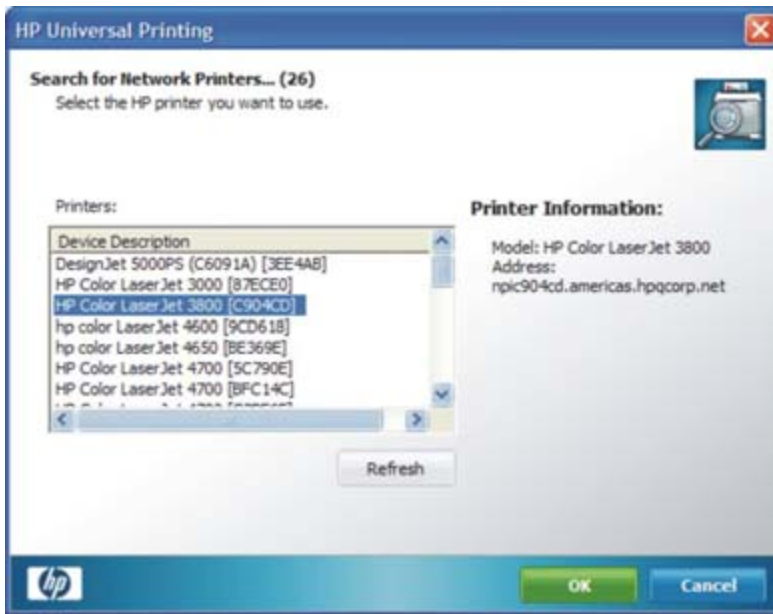 HP Universal Printing
Search for Network Printers... (26)
Select the HP printer you want to use.
Printers:
Device Description
DesignJet 5000PS (C6091A) [3EE4AB]
HP Color LaserJet 3000 [87ECE0]
HP Color LaserJet 3800 [C904CD]
hp color LaserJet 4600 [9CD618]
hp color LaserJet 4650 [BE369E]
HP Color LaserJet 4700 [5C790E]
HP Color LaserJet 4700 [BFC14C]
Printer Information:
Model: HP Color LaserJet 3800
Address:
npic904cd.americas.hpqcorp.net
Refresh
hp
OK
Cancel